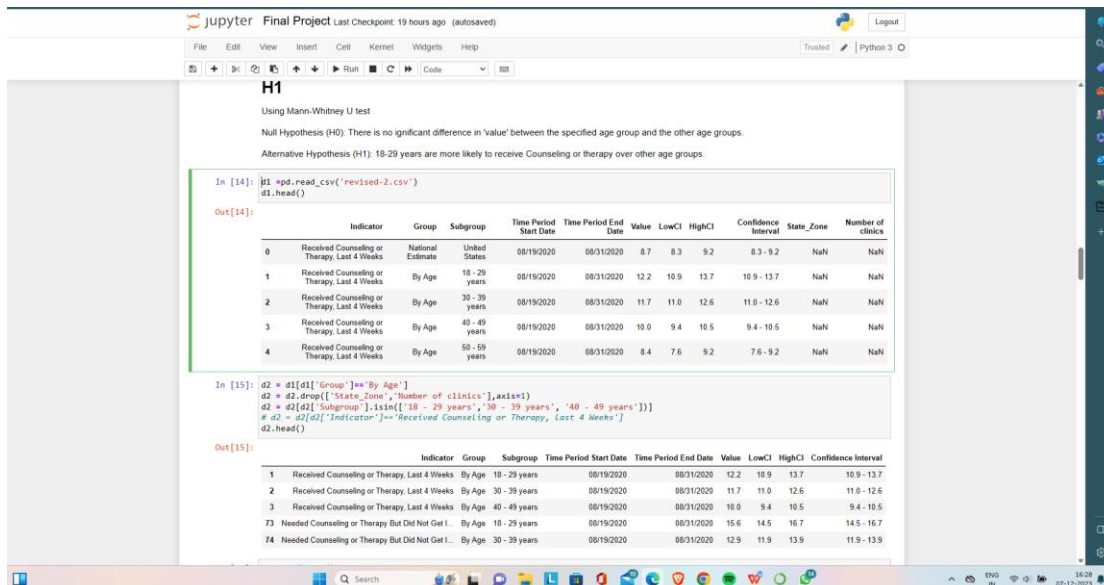 jupyter Final Project Last Checkpoint: 19 hours ago (autosaved)
Logout
File Edit View Insert Cell Kernel Widgets Help
Trusted Python 3
Run Code
H1
Using Mann-Whitney U test
Null Hypothesis (H0): There is no ignificant difference in 'value' between the specified age group and the other age groups.
Alternative Hypothesis (H1): 18-29 years are more likely to receive Counseling or therapy over other age groups.
In [14]: d1 =pd.read_csv('revised-2.csv')
d1.head()
Out[14]:
Indicator Group Subgroup Time Period Start Date Time Period End Date Value LowCI HighCI Confidence Interval State_Zone Number of clinics
0 Received Counseling or Therapy, Last 4 Weeks National Estimate United States 08/19/2020 08/31/2020 8.7 8.3 9.2 8.3 - 9.2 NaN NaN
1 Received Counseling or Therapy, Last 4 Weeks By Age 18 - 29 years 08/19/2020 08/31/2020 12.2 10.9 13.7 10.9 - 13.7 NaN NaN
2 Received Counseling or Therapy, Last 4 Weeks By Age 30 - 39 years 08/19/2020 08/31/2020 11.7 11.0 12.6 11.0 - 12.6 NaN NaN
3 Received Counseling or Therapy, Last 4 Weeks By Age 40 - 49 years 08/19/2020 08/31/2020 10.0 9.4 10.5 9.4 - 10.5 NaN NaN
4 Received Counseling or Therapy, Last 4 Weeks By Age 50 - 59 years 08/19/2020 08/31/2020 8.4 7.6 9.2 7.6 - 9.2 NaN NaN
In [15]: d2 = d1[d1['Group']=='By Age']
d2 = d2.drop(['State_Zone','Number of clinics'],axis=1)
d2 = d2[d2['Subgroup'].isin(['18 - 29 years','30 - 39 years', '40 - 49 years'])]
# d2 = d2[d2['Indicator']=='Received Counseling or Therapy, Last 4 Weeks']
d2.head()
Out[15]:
Indicator Group Subgroup Time Period Start Date Time Period End Date Value LowCI HighCI Confidence Interval
1 Received Counseling or Therapy, Last 4 Weeks By Age 18 - 29 years 08/19/2020 08/31/2020 12.2 10.9 13.7 10.9 - 13.7
2 Received Counseling or Therapy, Last 4 Weeks By Age 30 - 39 years 08/19/2020 08/31/2020 11.7 11.0 12.6 11.0 - 12.6
3 Received Counseling or Therapy, Last 4 Weeks By Age 40 - 49 years 08/19/2020 08/31/2020 10.0 9.4 10.5 9.4 - 10.5
73 Needed Counseling or Therapy But Did Not Get I... By Age 18 - 29 years 08/19/2020 08/31/2020 15.6 14.5 16.7 14.5 - 16.7
74 Needed Counseling or Therapy But Did Not Get I... By Age 30 - 39 years 08/19/2020 08/31/2020 12.9 11.9 13.9 11.9 - 13.9
Search
ENG
IN
16:28
07-12-2023